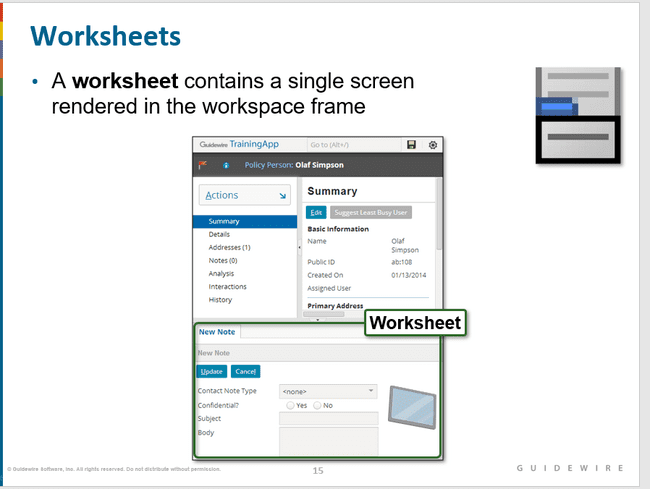 Worksheets
• A worksheet contains a single screen
rendered in the workspace frame
Guidewire TrainingApp Go to (Alt+/)
Policy Person: Olaf Simpson
Actions
Summary
Details
Addresses (1)
Notes (0)
Analysis
Interactions
History
Summary
Edit Suggest Least Busy User
Basic Information
Name Olaf
Simpson
Public ID ab:108
Created On 01/13/2014
Assigned User
Primary Address
Worksheet
New Note
New Note
Update Cancel
Contact Note Type <none>
Confidential? Yes No
Subject
Body
© Guidewire Software, Inc. All rights reserved. Do not distribute without permission.
15
GUIDEWIRE